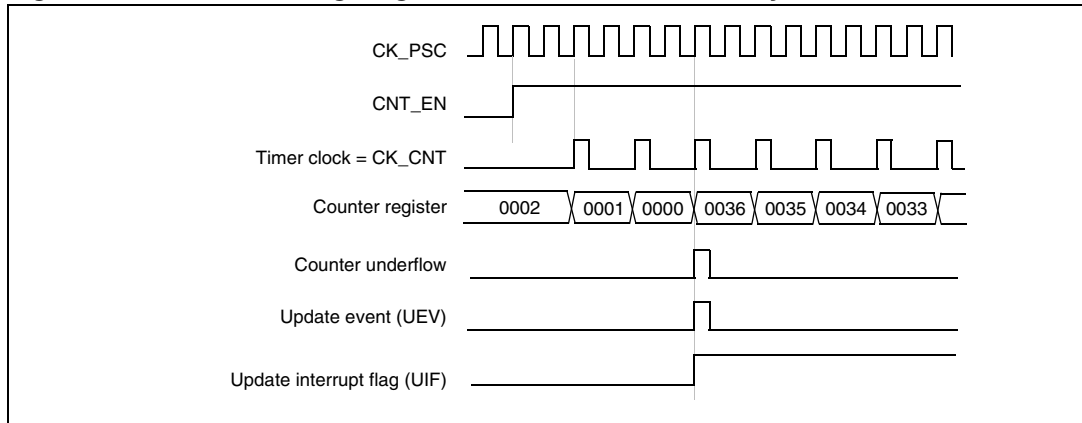 CK_PSC
CNT_EN
Timer clock = CK_CNT
Counter register 0002 0001 0000 0036 0035 0034 0033
Counter underflow
Update event (UEV)
Update interrupt flag (UIF)